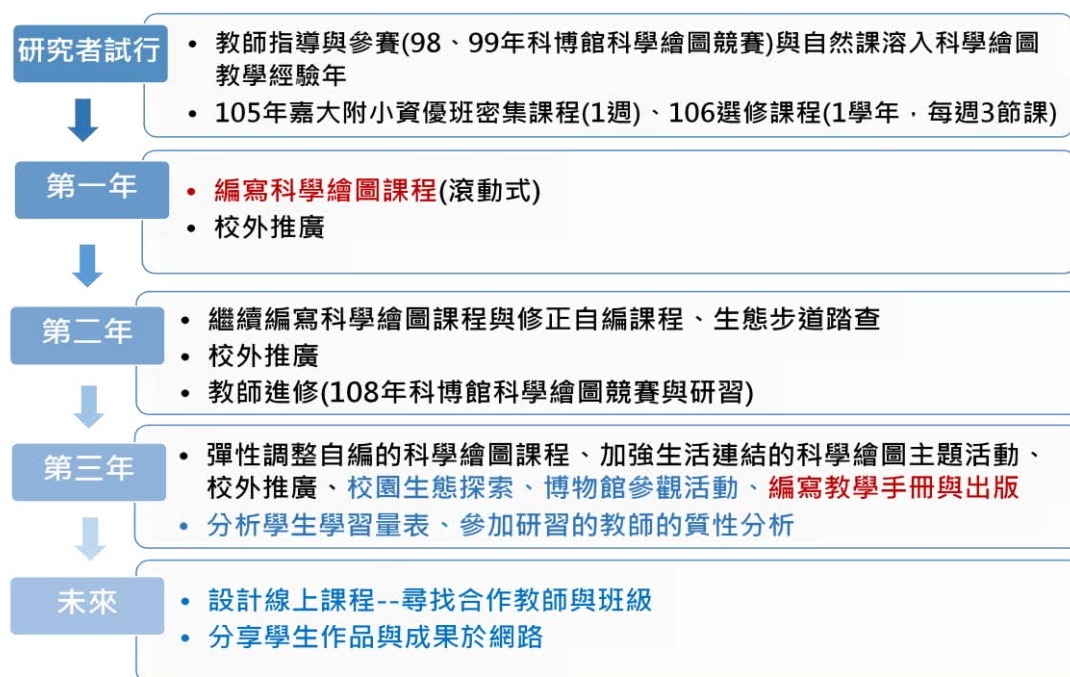 研究者試行
• 教師指導與參賽(98、99年科博館科學繪圖競賽)與自然課溶入科學繪圖
教學經驗年
• 105年嘉大附小資優班密集課程(1週)、106選修課程(1學年，每週3節課)
第一年
• 編寫科學繪圖課程(滾動式)
• 校外推廣
第二年
• 繼續編寫科學繪圖課程與修正自編課程、生態步道踏查
• 校外推廣
• 教師進修(108年科博館科學繪圖競賽與研習)
第三年
• 彈性調整自編的科學繪圖課程、加強生活連結的科學繪圖主題活動、
校外推廣、校園生態探索、博物館參觀活動、編寫教學手冊與出版
• 分析學生學習量表、參加研習的教師的質性分析
未來
• 設計線上課程--尋找合作教師與班級
• 分享學生作品與成果於網路